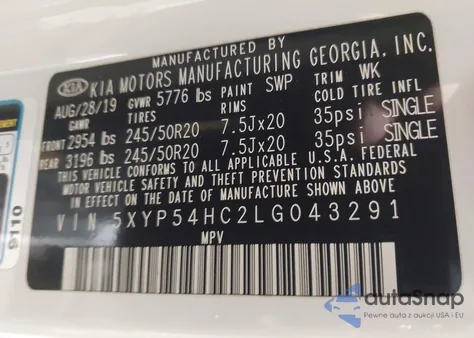 MANUFACTURED BY
KIA KIA MOTORS MANUFACTURING GEORGIA, INC.
AUG/28/19 GVWR 5776 lbs PAINT SWP TRIM WK
GAWR TIRES RIMS COLD TIRE INFL
FRONT 2954 lbs 245/50R20 7.5Jx20 35psi SINGLE
REAR 3196 lbs 245/50R20 7.5Jx20 35psi SINGLE
THIS VEHICLE CONFORMS TO ALL APPLICABLE U.S.A. FEDERAL
MOTOR VEHICLE SAFETY AND THEFT PREVENTION STANDARDS
IN EFFECT ON THE DATE OF MANUFACTURE SHOWN ABOVE
VIN 5XYP54HC2LG043291
MPV
9110
autaSnap
Pewne auta z aukcji USA i EU